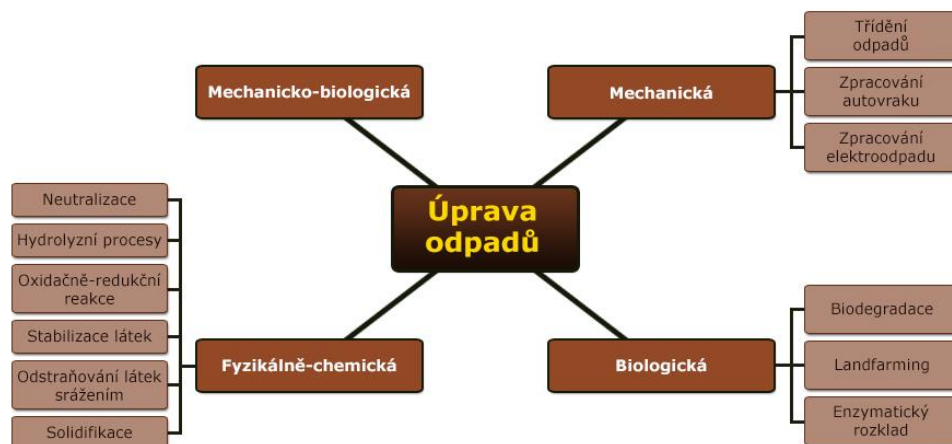 Třídění
odpadů
Mechanicko-biologická
Mechanická
Zpracování
autovraku
Zpracování
elektroodpadu
Úprava
odpadů
Neutralizace
Hydrolyzní procesy
Oxidačně-redukční
reakce
Stabilizace látek
Odstraňování látek
srážením
Solidifikace
Fyzikálně-chemická
Biologická
Biodegradace
Landfarming
Enzymatický
rozklad